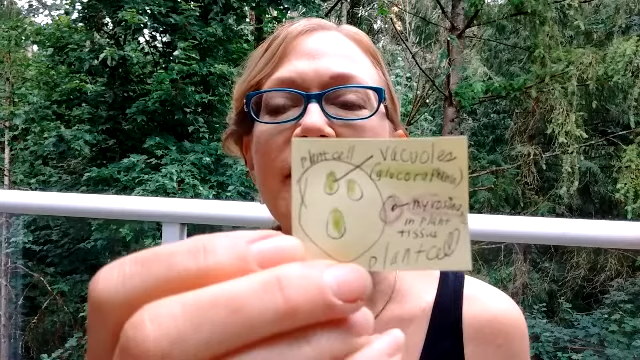 plant cell
vacuoles
(glucoraphanin)
myrosinase
in plant
tissue
plant cell